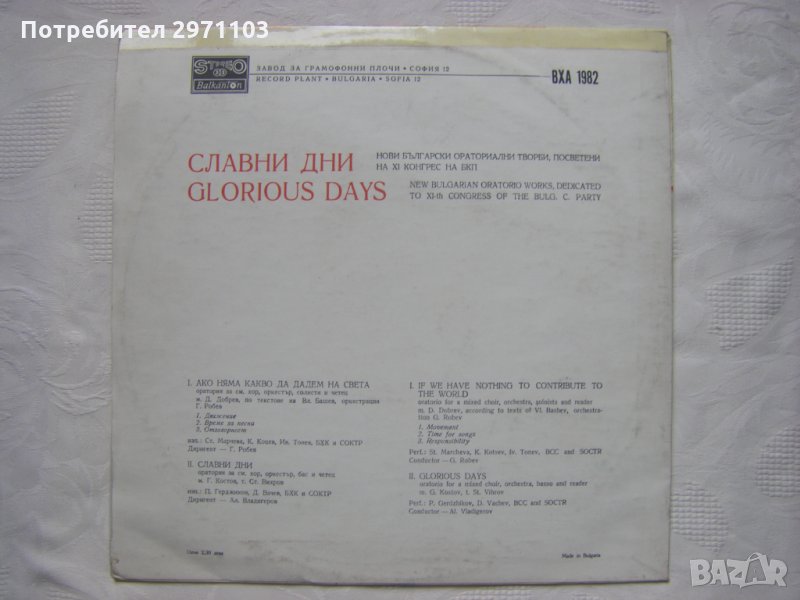 Потребител 2971103
STEREO
Balkanton
ЗАВОД ЗА ГРАМОФОННИ ПЛОЧИ • СОФИЯ 12
RECORD PLANT • BULGARIA • SOFIA 12
ВХА 1982
СЛАВНИ ДНИ
НОВИ БЪЛГАРСКИ ОРАТОРИАЛНИ ТВОРБИ, ПОСВЕТЕНИ
НА XI КОНГРЕС НА БКП
GLORIOUS DAYS
NEW BULGARIAN ORATORIO WORKS, DEDICATED
TO XI-th CONGRESS OF THE BULG. C. PARTY
I. АКО НЯМА КАКВО ДА ДАДЕМ НА СВЕТА
оратория за см. хор, оркестър, солисти и четец
м. Д. Добрев, по текстове на Вл. Башев, оркестрация
Г. Робев
1. Движение
2. Време за песни
3. Отговорност
изп.: Ст. Марчева, К. Коцев, Ив. Тонев, БХК и СОКТР
Диригент — Г. Робев
II. СЛАВНИ ДНИ
оратория за см. хор, оркестър, бас и четец
м. Г. Костов, т. Ст. Вихров
изп.: П. Герджиков, Д. Вачев, БХК и СОКТР
Диригент — Ал. Владигеров
I. IF WE HAVE NOTHING TO CONTRIBUTE TO
THE WORLD
oratorio for a mixed choir, orchestra, soloists and reader
m. D. Dobrev, according to texts of Vl. Bashev, orchestra-
tion G. Robev
1. Movement
2. Time for songs
3. Responsibility
Perf.: St. Marcheva, K. Kotsev, Iv. Tonev, BCC and SOCTR
Conductor — G. Robev
II. GLORIOUS DAYS
oratorio for a mixed choir, orchestra, basso and reader
m. G. Kostov, t. St. Vihrov
Perf.: P. Gerdzhikov, D. Vachev, BCC and SOCTR
Conductor — Al. Vladigerov
Цена лева
Made in Bulgaria
BAZAR